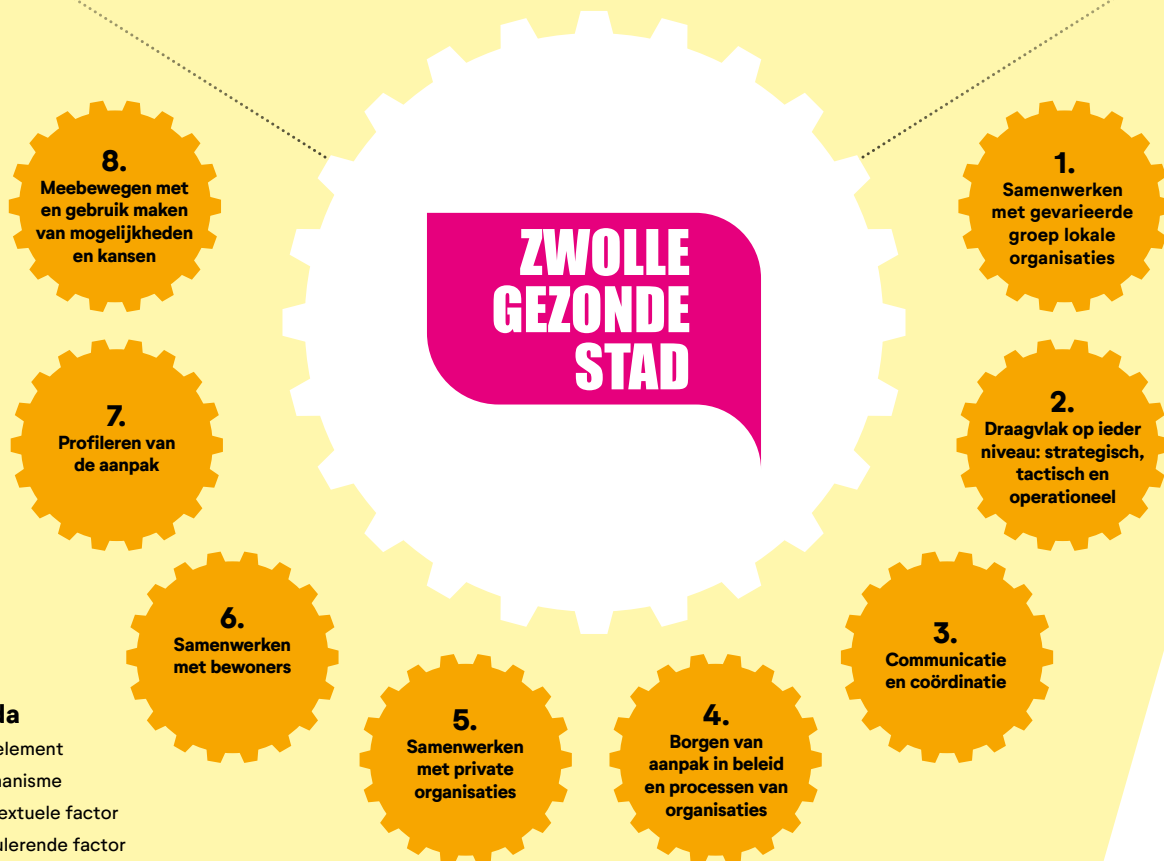 ZWOLLE
GEZONDE
STAD
1.
Samenwerken
met gevarieerde
groep lokale
organisaties
2.
Draagvlak op ieder
niveau: strategisch,
tactisch en
operationeel
3.
Communicatie
en coördinatie
4.
Borgen van
aanpak in beleid
en processen van
organisaties
5.
Samenwerken
met private
organisaties
6.
Samenwerken
met bewoners
7.
Profileren van
de aanpak
8.
Meebewegen met
en gebruik maken
van mogelijkheden
en kansen
element
factor
factor